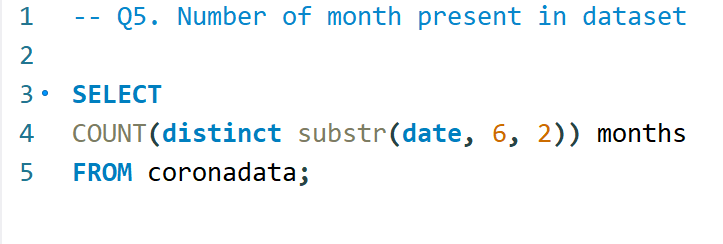 1 -- Q5. Number of month present in dataset
2
3 SELECT
4 COUNT(distinct substr(date, 6, 2)) months
5 FROM coronadata;